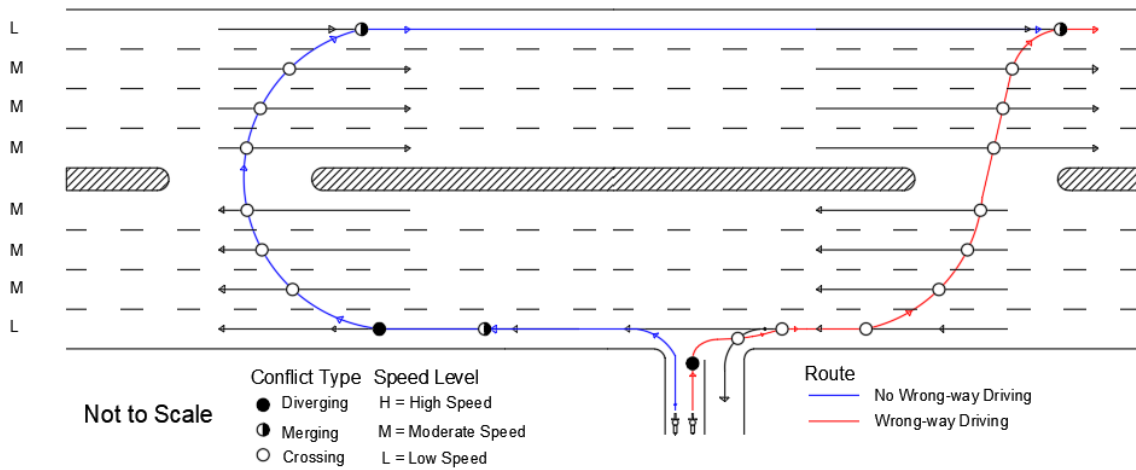 L
M
M
M
M
M
M
L
Conflict Type Speed Level
Diverging H = High Speed
Merging M = Moderate Speed
Crossing L = Low Speed
Not to Scale
Route
No Wrong-way Driving
Wrong-way Driving